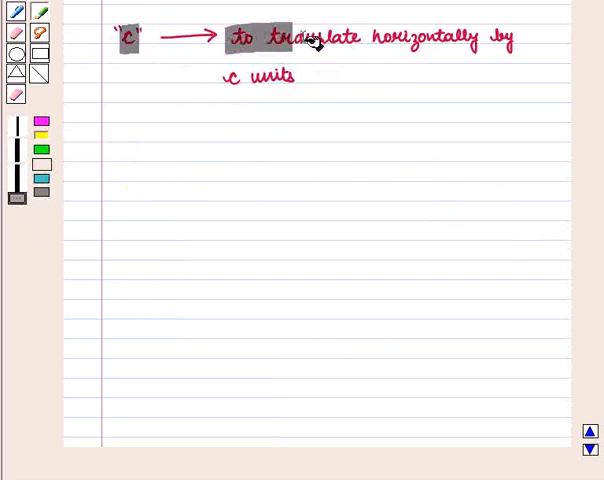 "c" ⟶ to translate horizontally by
c units